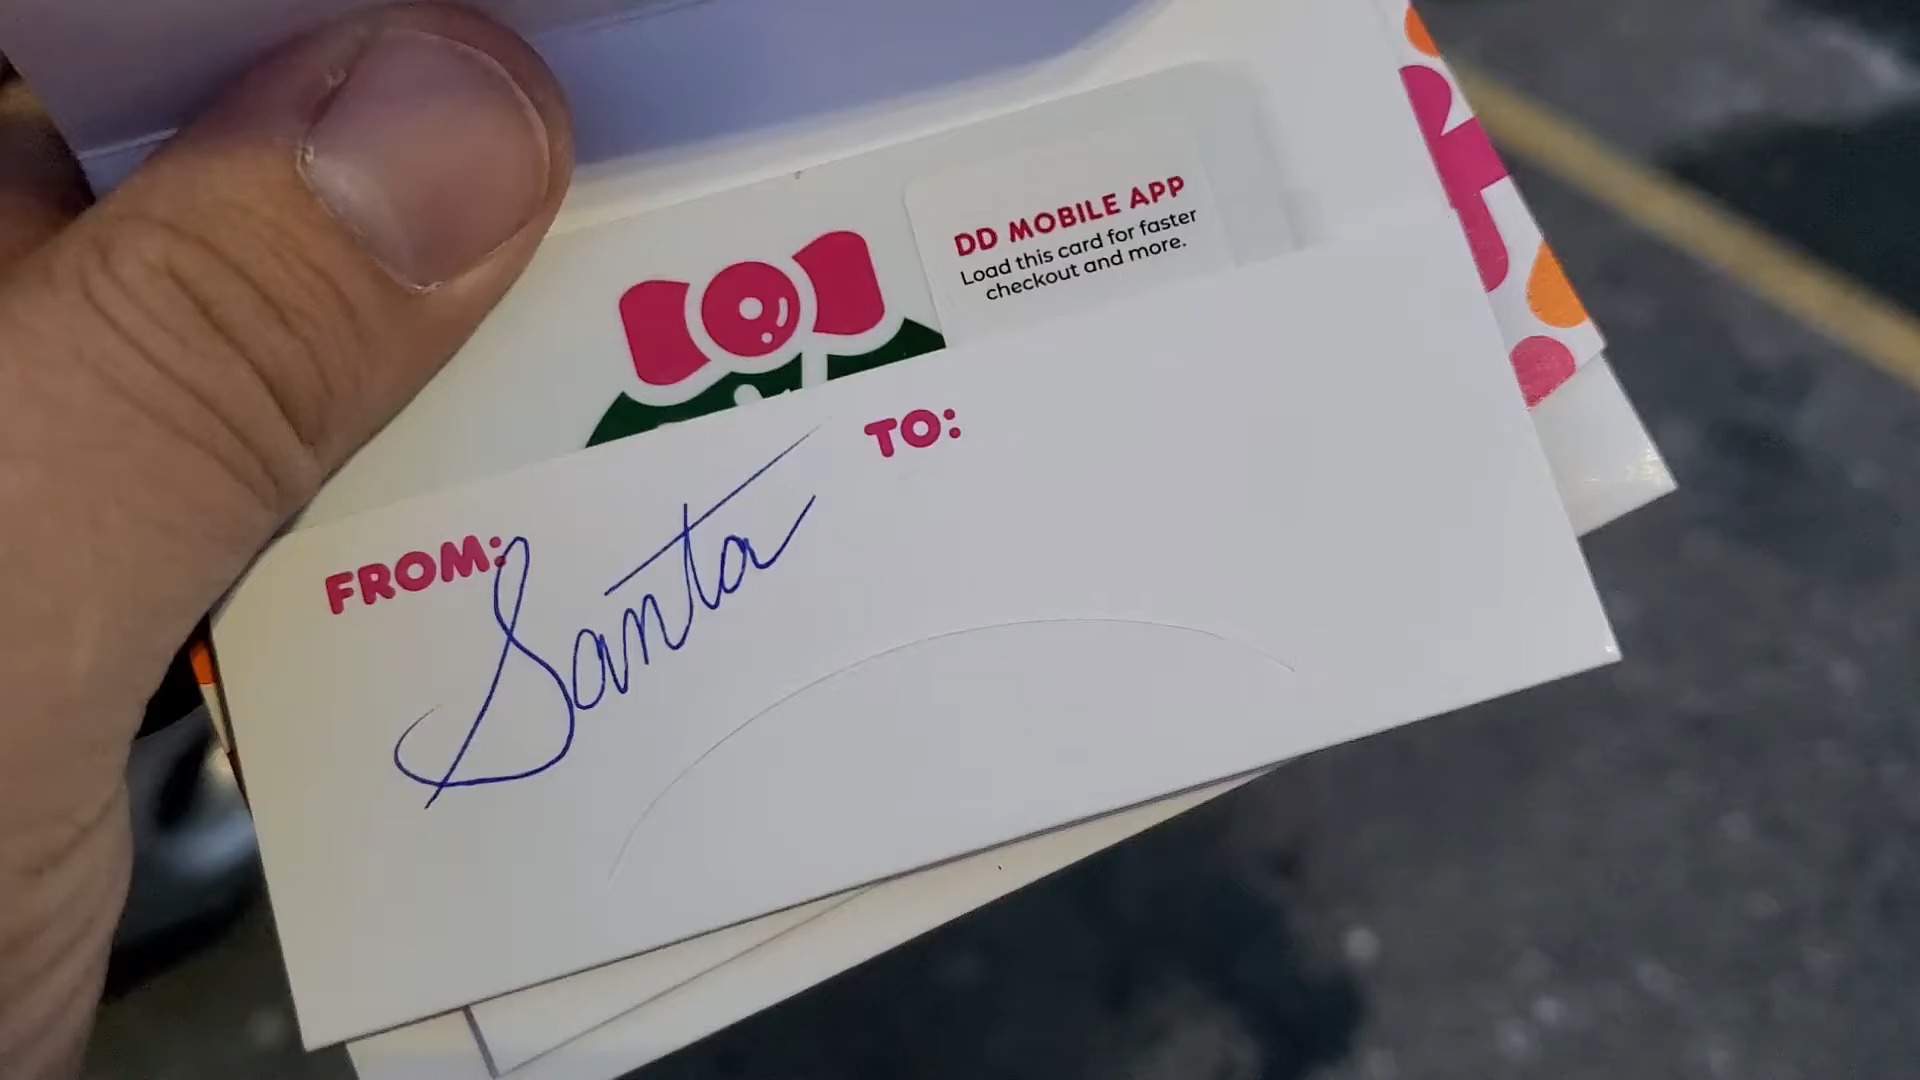 DD MOBILE APP
Load this card for faster
checkout and more.
TO:
FROM:
Santa